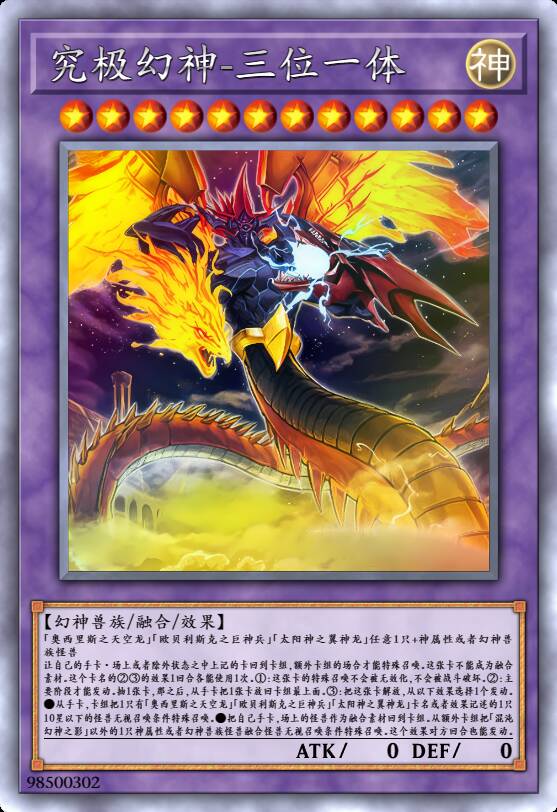 究极幻神-三位一体
神
【幻神兽族/融合/效果】
「奥西里斯之天空龙」「欧贝利斯克之巨神兵」「太阳神之翼神龙」任意1只+神属性或者幻神兽
族怪兽
让自己的手卡·场上或者除外状态之中上记的卡回到卡组,额外卡组的场合才能特殊召唤。这张卡不能成为融合
素材。这个卡名的②③的效果1回合各能使用1次。①:这张卡的特殊召唤不会被无效化,不会被战斗破坏。②:主
要阶段才能发动。抽1张卡,那之后,从手卡把1张卡放回卡组最上面。③:把这张卡解放,从以下效果选择1个发动。
●从手卡、卡组把1只有「奥西里斯之天空龙」「欧贝利斯克之巨神兵」「太阳神之翼神龙」卡名或者效果记述的1只
10星以下的怪兽无视召唤条件特殊召唤。●把自己手卡,场上的怪兽作为融合素材回到卡组。从额外卡组把「混沌
幻神之影」以外的1只神属性或者幻神兽族怪兽融合怪兽无视召唤条件特殊召唤。这个效果对方回合也能发动。
ATK/ 0 DEF/ 0
98500302